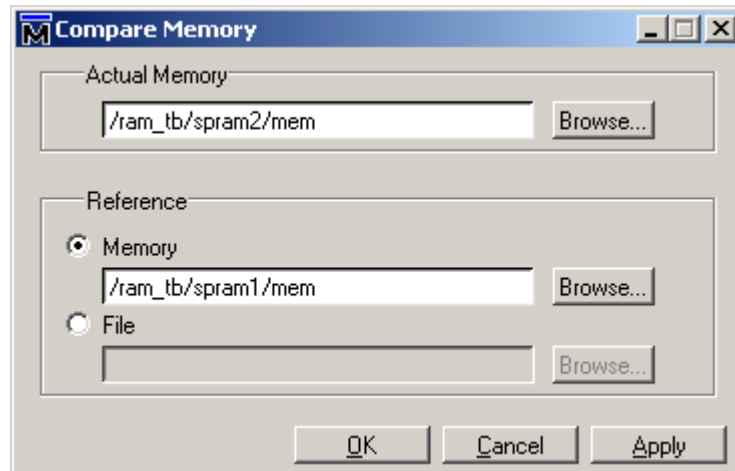 Compare Memory
Actual Memory
/ram_tb/spram2/mem Browse...
Reference
Memory
/ram_tb/spram1/mem Browse...
File
Browse...
OK Cancel Apply